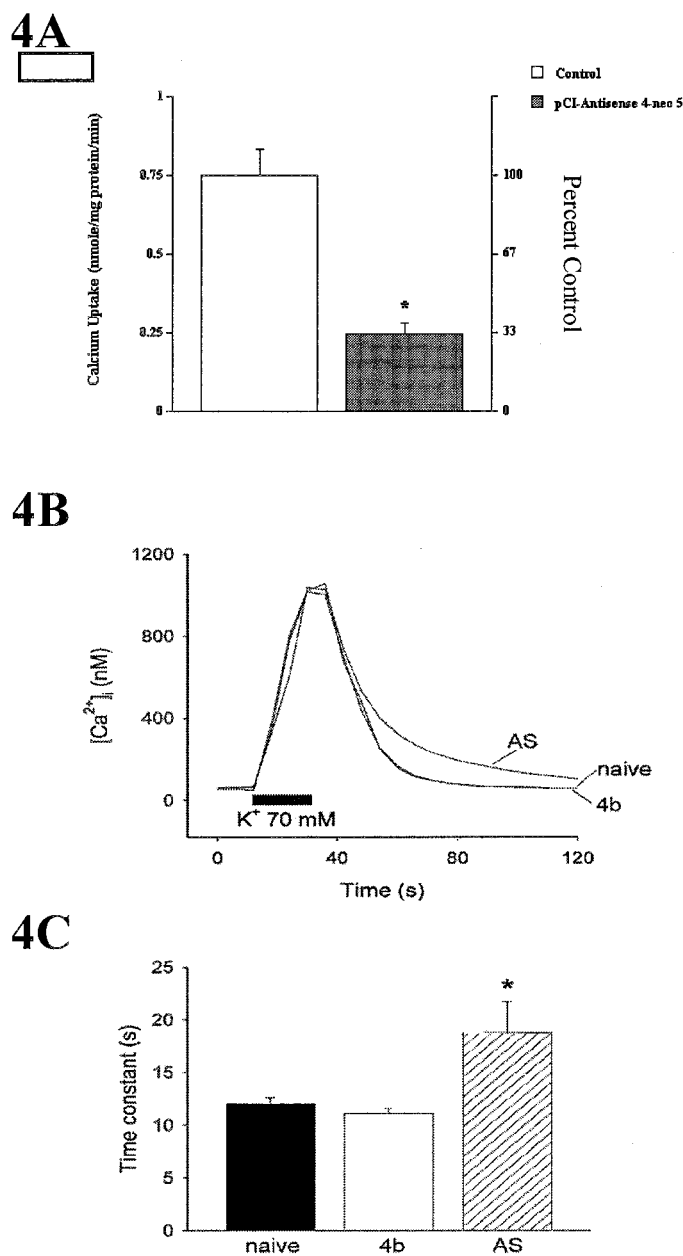 4A
Control
pCI-Antisense 4-neo 5
Calcium Uptake (nmole/mg protein/min)
1
0.75
0.5
0.25
0
*
100
67
33
0
Percent Control
4B
[Ca²⁺]i (nM)
1200
1000
800
400
0
AS
naive
4b
K⁺ 70 mM
0 40 80 120
Time (s)
4C
Time constant (s)
25
20
15
10
5
0
*
naive 4b AS